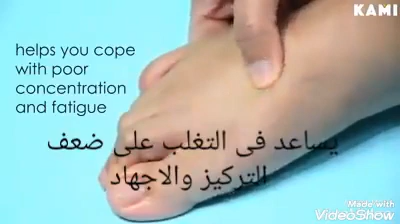 KAMI
helps you cope
with poor
concentration
and fatigue
يساعد فى التغلب على ضعف
التركيز والاجهاد
Made with
VideoShow